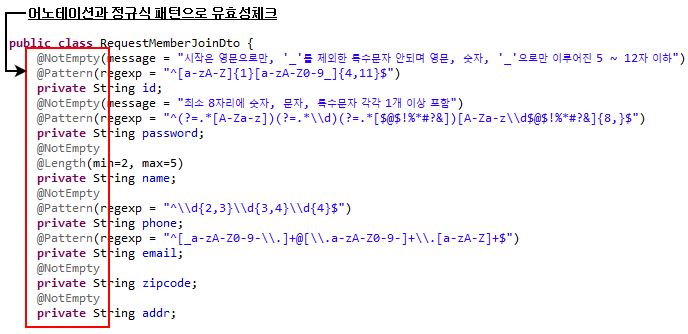 어노테이션과 정규식 패턴으로 유효성체크
public class RequestMemberJoinDto {
@NotEmpty(message = "시작은 영문으로만, '_'를 제외한 특수문자 안되며 영문, 숫자, '_'으로만 이루어진 5 ~ 12자 이하")
@Pattern(regexp = "^[a-zA-Z]{1}[a-zA-Z0-9_]{4,11}$")
private String id;
@NotEmpty(message = "최소 8자리에 숫자, 문자, 특수문자 각각 1개 이상 포함")
@Pattern(regexp = "^(?=.*[A-Za-z])(?=.*\\d)(?=.*[$@$!%*#?&])[A-Za-z\\d$@$!%*#?&]{8,}$")
private String password;
@NotEmpty
@Length(min=2, max=5)
private String name;
@NotEmpty
@Pattern(regexp = "^\\d{2,3}\\d{3,4}\\d{4}$")
private String phone;
@Pattern(regexp = "^[_a-zA-Z0-9-\\.]+@[\\.a-zA-Z0-9-]+\\.[a-zA-Z]+$")
private String email;
@NotEmpty
private String zipcode;
@NotEmpty
private String addr;